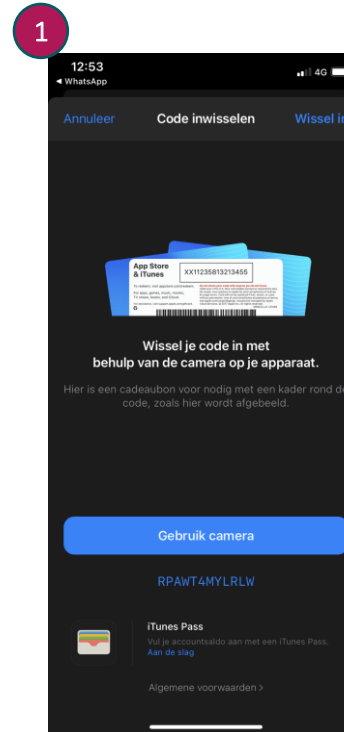 1
12:53
4G
◀ WhatsApp
Annuleer Code inwisselen Wissel in
App Store
& iTunes
XX11235813213455
Wissel je code in met
behulp van de camera op je apparaat.
Hier is een cadeaubon voor nodig met een kader rond de
code, zoals hier wordt afgebeeld.
Gebruik camera
RPAWT4MYLRLW
iTunes Pass
Vul je accountsaldo aan met een iTunes Pass.
Aan de slag
Algemene voorwaarden >